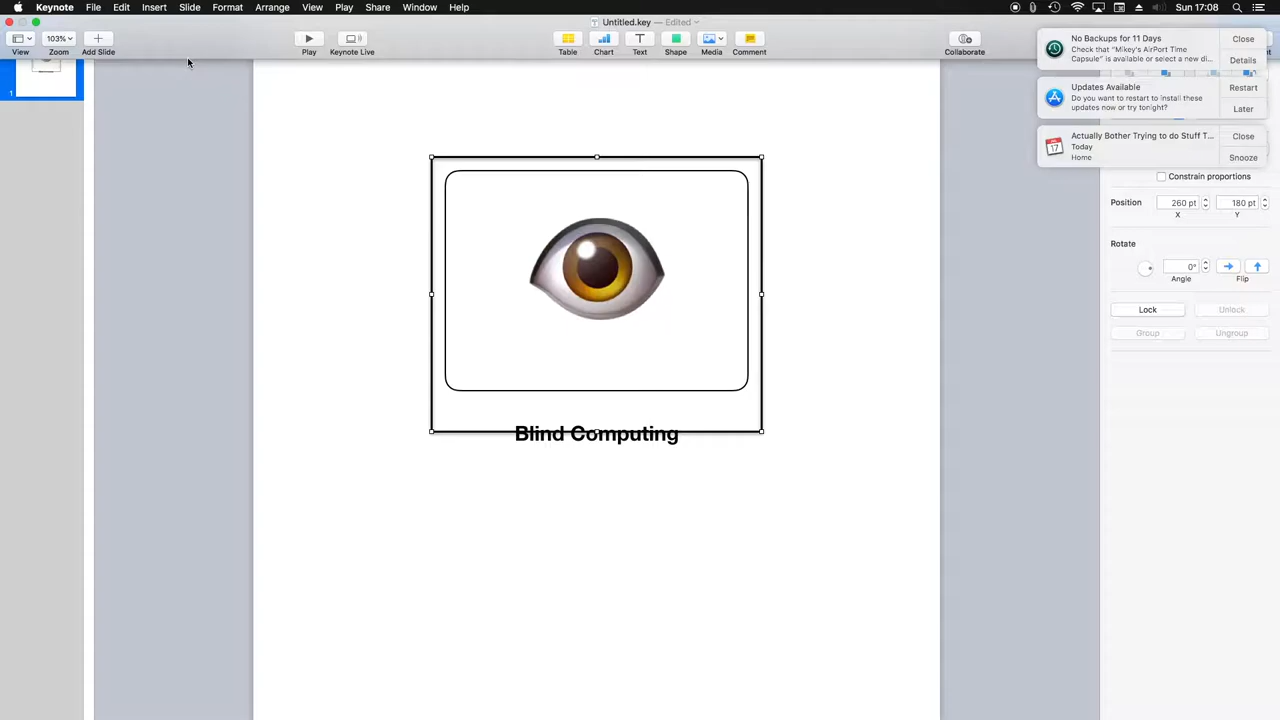 Keynote File Edit Insert Slide Format Arrange View Play Share Window Help
Sun 17:08
Untitled.key — Edited
103%
View Zoom Add Slide Play Keynote Live Table Chart Text Shape Media Comment Collaborate
No Backups for 11 Days
Check that "Mikey's AirPort Time
Capsule" is available or select a new di...
Close
Details
Updates Available
Do you want to restart to install these
updates now or try tonight?
Restart
Later
Actually Bother Trying to do Stuff T...
Today
Home
Close
Snooze
17
1
Constrain proportions
Position 260 pt 180 pt
X Y
Rotate
0°
Angle Flip
Lock Unlock
Group Ungroup
Blind Computing